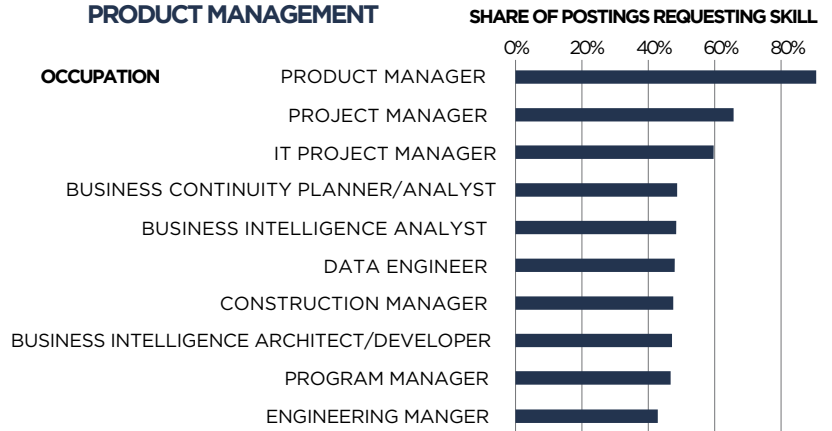 PRODUCT MANAGEMENT
SHARE OF POSTINGS REQUESTING SKILL
0% 20% 40% 60% 80%
OCCUPATION PRODUCT MANAGER
PROJECT MANAGER
IT PROJECT MANAGER
BUSINESS CONTINUITY PLANNER/ANALYST
BUSINESS INTELLIGENCE ANALYST
DATA ENGINEER
CONSTRUCTION MANAGER
BUSINESS INTELLIGENCE ARCHITECT/DEVELOPER
PROGRAM MANAGER
ENGINEERING MANGER